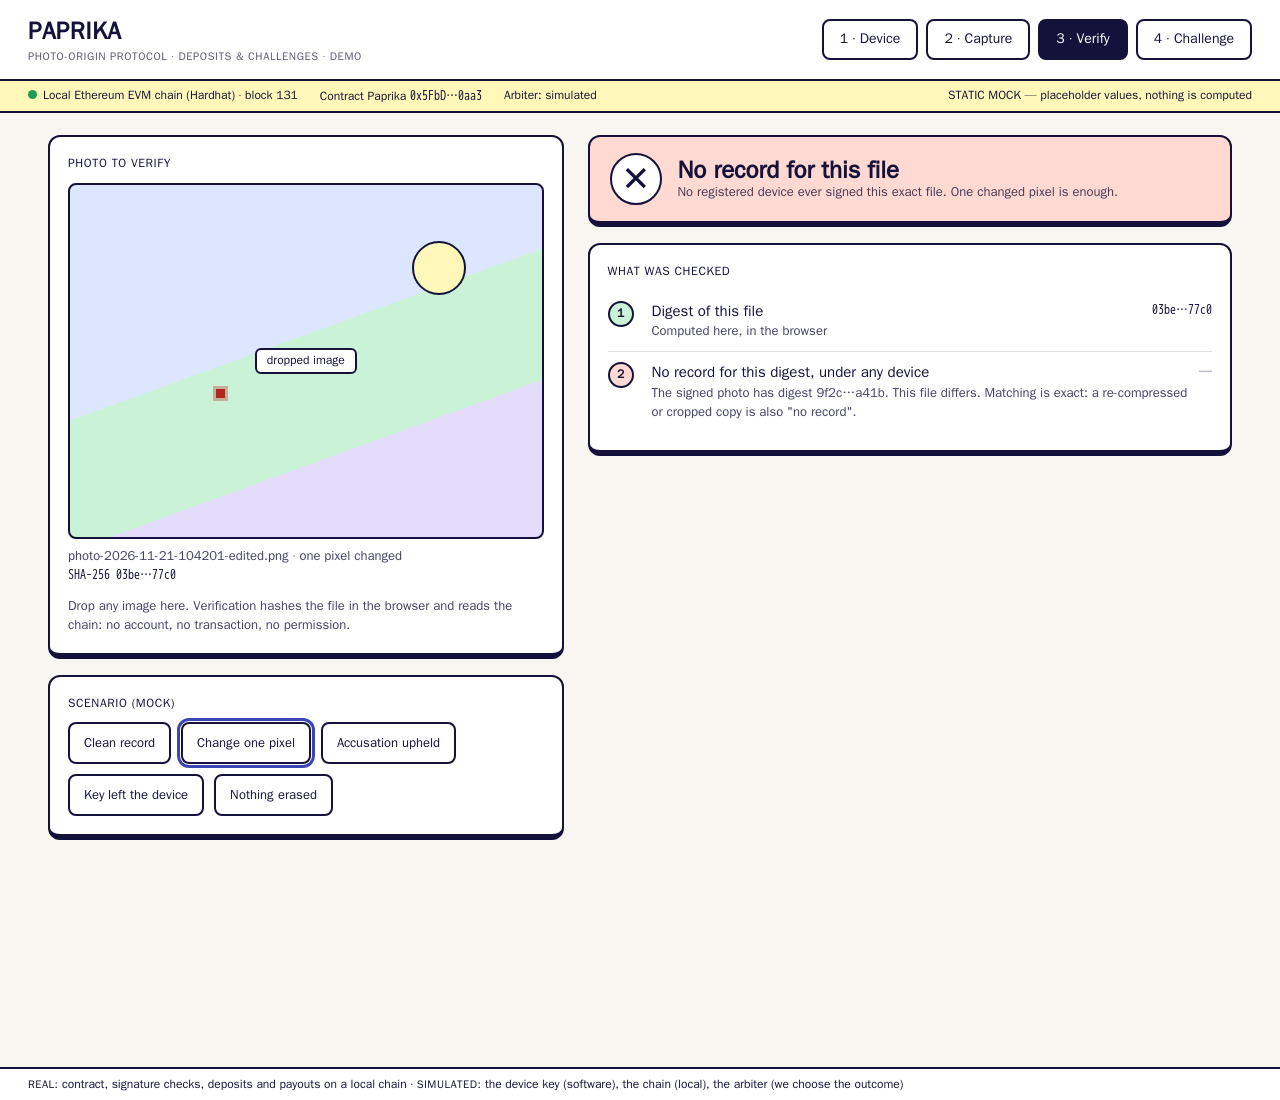 PAPRIKA
PHOTO-ORIGIN PROTOCOL · DEPOSITS & CHALLENGES · DEMO
1 · Device
2 · Capture
3 · Verify
4 · Challenge
Local Ethereum EVM chain (Hardhat) · block 131
Contract Paprika 0x5FbD···0aa3
Arbiter: simulated
STATIC MOCK — placeholder values, nothing is computed
PHOTO TO VERIFY
dropped image
photo-2026-11-21-104201-edited.png · one pixel changed
SHA-256 03be···77c0
Drop any image here. Verification hashes the file in the browser and reads the
chain: no account, no transaction, no permission.
SCENARIO (MOCK)
Clean record
Change one pixel
Accusation upheld
Key left the device
Nothing erased
No record for this file
No registered device ever signed this exact file. One changed pixel is enough.
WHAT WAS CHECKED
1
Digest of this file
03be···77c0
Computed here, in the browser
2
No record for this digest, under any device
—
The signed photo has digest 9f2c···a41b. This file differs. Matching is exact: a re-compressed
or cropped copy is also "no record".
REAL: contract, signature checks, deposits and payouts on a local chain · SIMULATED: the device key (software), the chain (local), the arbiter (we choose the outcome)